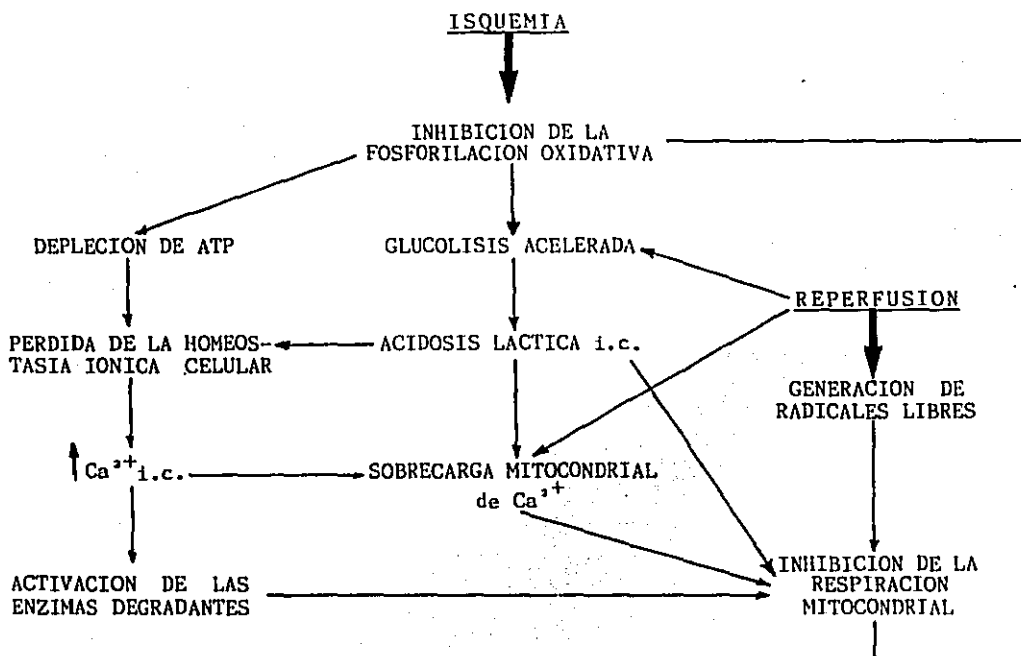 ISQUEMIA
INHIBICION DE LA
FOSFORILACION OXIDATIVA
DEPLECION DE ATP
GLUCOLISIS ACELERADA
REPERFUSION
PERDIDA DE LA HOMEOS-
TASIA IONICA CELULAR
ACIDOSIS LACTICA i.c.
GENERACION DE
RADICALES LIBRES
Ca²⁺ i.c.
SOBRECARGA MITOCONDRIAL
de Ca²⁺
INHIBICION DE LA
RESPIRACION
MITOCONDRIAL
ACTIVACION DE LAS
ENZIMAS DEGRADANTES